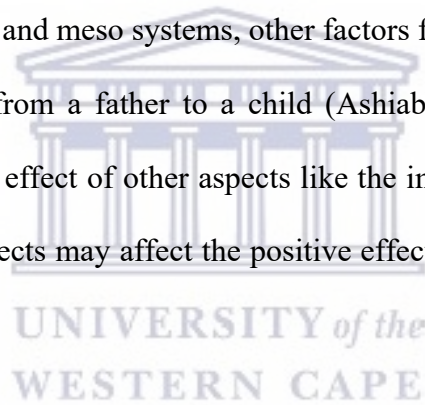 and meso systems, other factors f
from a father to a child (Ashiab
effect of other aspects like the in
ects may affect the positive effect
UNIVERSITY of the
WESTERN CAPE